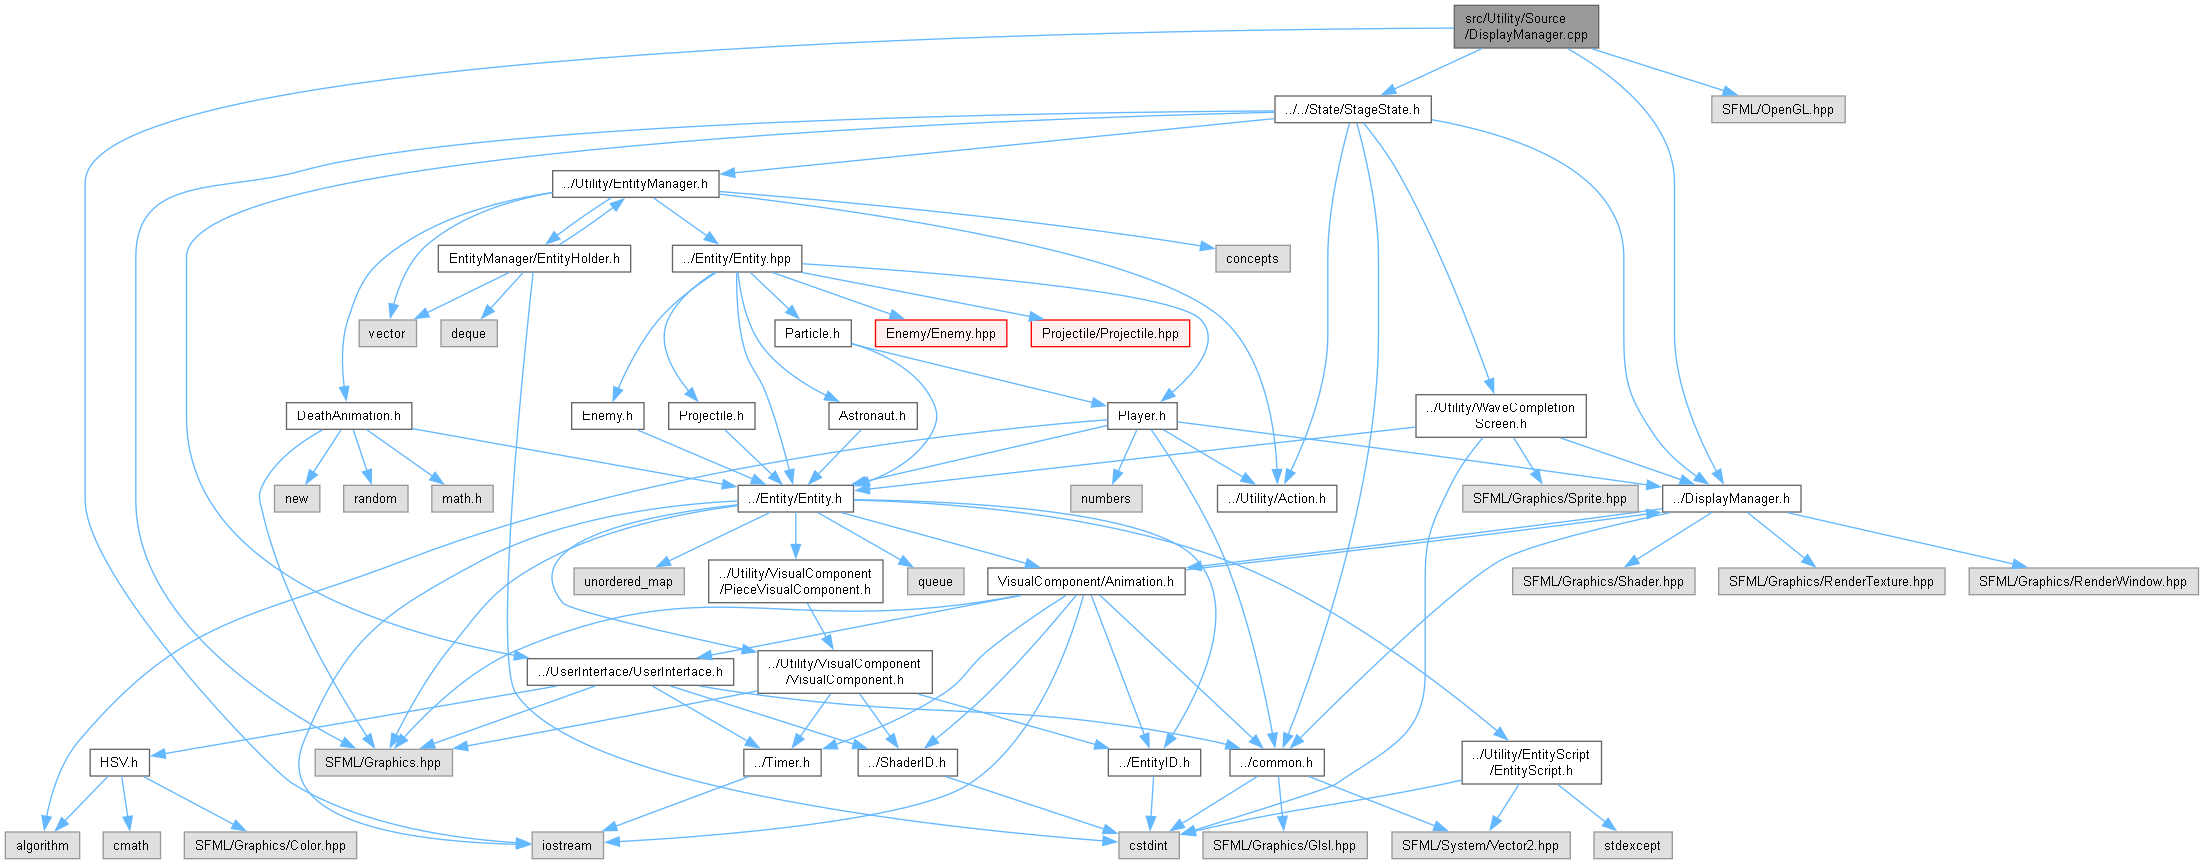 src/Utility/Source
/DisplayManager.cpp
../../State/StageState.h
SFML/OpenGL.hpp
../Utility/EntityManager.h
EntityManager/EntityHolder.h
../Entity/Entity.hpp
concepts
vector
deque
Particle.h
Enemy/Enemy.hpp
Projectile/Projectile.hpp
DeathAnimation.h
Enemy.h
Projectile.h
Astronaut.h
Player.h
../Utility/WaveCompletion
Screen.h
new
random
math.h
../Entity/Entity.h
numbers
../Utility/Action.h
SFML/Graphics/Sprite.hpp
../DisplayManager.h
unordered_map
../Utility/VisualComponent
/PieceVisualComponent.h
queue
VisualComponent/Animation.h
SFML/Graphics/Shader.hpp
SFML/Graphics/RenderTexture.hpp
SFML/Graphics/RenderWindow.hpp
../UserInterface/UserInterface.h
../Utility/VisualComponent
/VisualComponent.h
HSV.h
SFML/Graphics.hpp
../Timer.h
../ShaderID.h
../EntityID.h
../common.h
../Utility/EntityScript
/EntityScript.h
algorithm
cmath
SFML/Graphics/Color.hpp
iostream
cstdint
SFML/Graphics/Glsl.hpp
SFML/System/Vector2.hpp
stdexcept